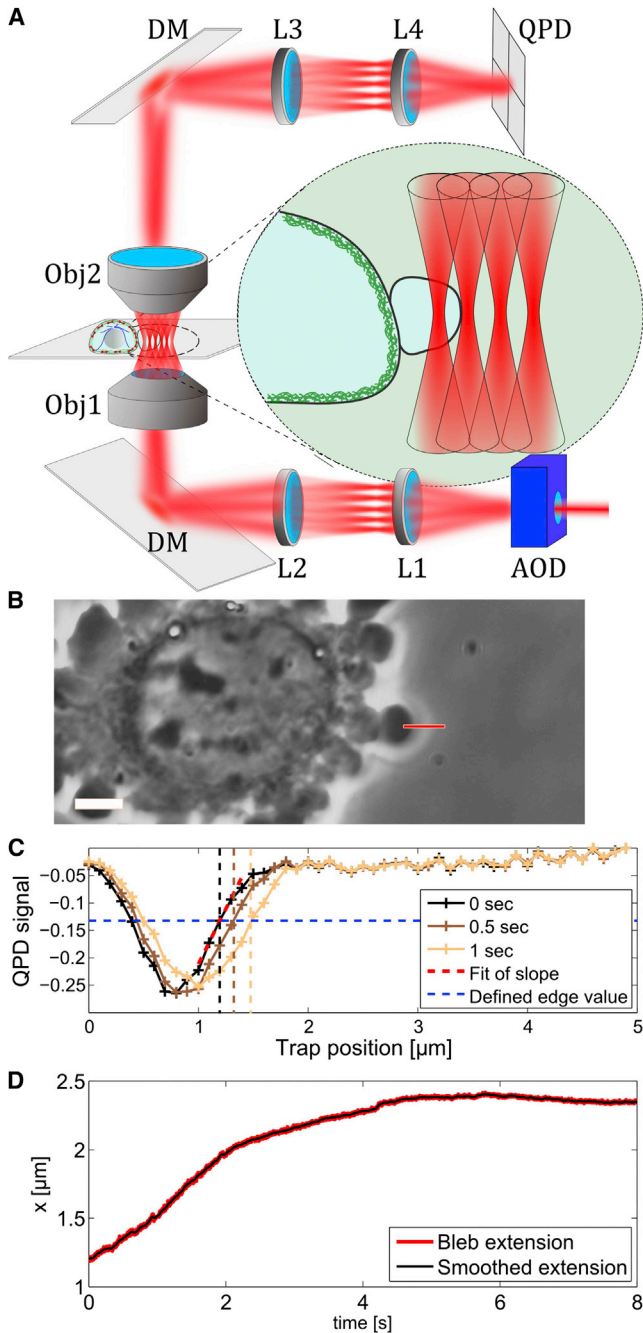 A
DM
L3
L4
QPD
Obj2
Obj1
DM
L2
L1
AOD
B
C
QPD signal
-0.05
-0.1
-0.15
-0.2
-0.25
0
1
2
3
4
5
Trap position [µm]
0 sec
0.5 sec
1 sec
Fit of slope
Defined edge value
D
x [µm]
2.5
2
1.5
1
0
2
4
6
8
time [s]
Bleb extension
Smoothed extension